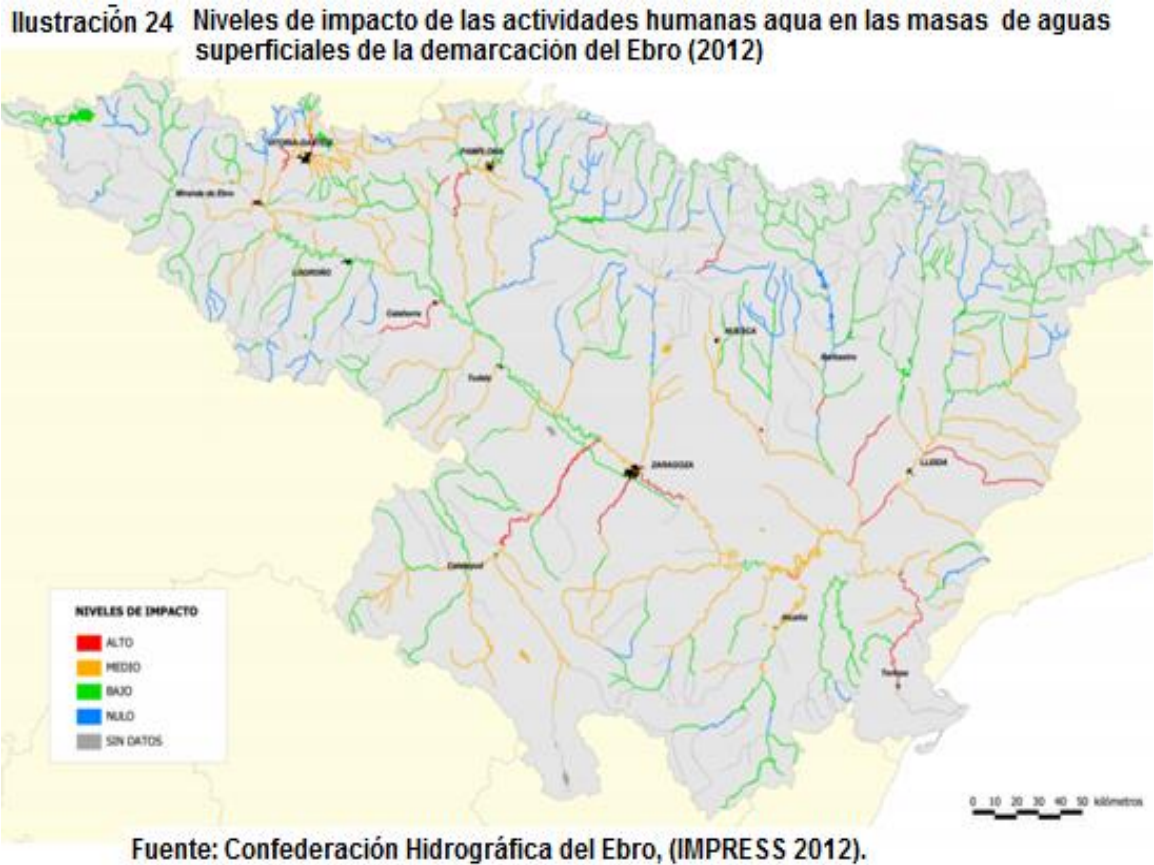 Ilustración 24 Niveles de impacto de las actividades humanas agua en las masas de aguas
superficiales de la demarcación del Ebro (2012)
VITORIA-GASTEIZ
PAMPLONA
Miranda de Ebro
LOGROÑO
Calahorra
HUESCA
Barbastro
Tudela
ZARAGOZA
LLEIDA
Calatayud
Alcañiz
Tortosa
NIVELES DE IMPACTO
ALTO
MEDIO
BAJO
NULO
SIN DATOS
0 10 20 30 40 50 kilómetros
Fuente: Confederación Hidrográfica del Ebro, (IMPRESS 2012).